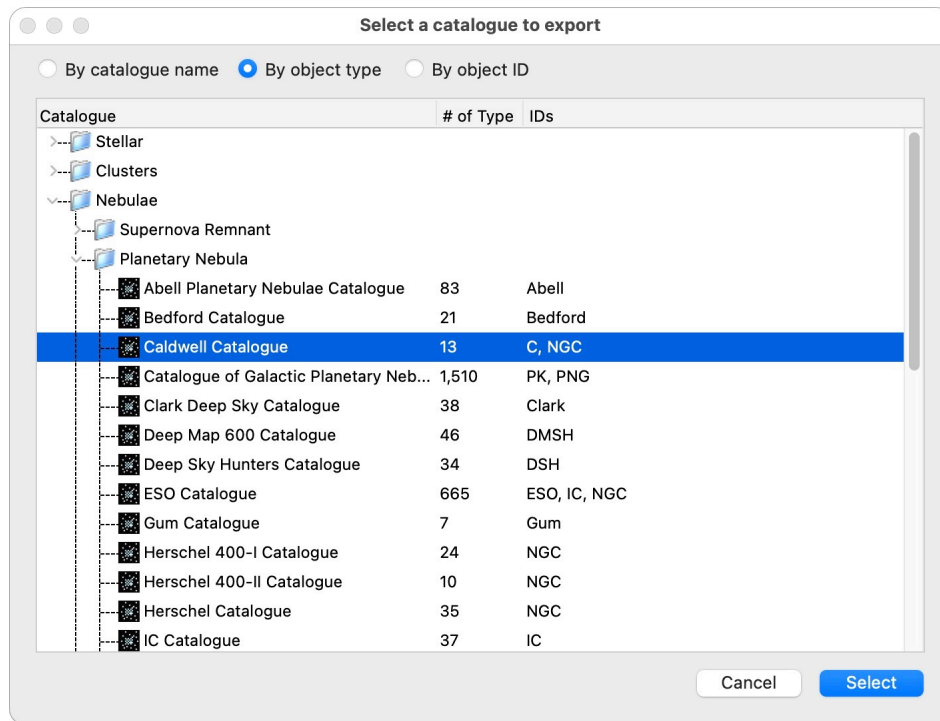 Select a catalogue to export
By catalogue name By object type By object ID
Catalogue # of Type IDs
Stellar
Clusters
Nebulae
Supernova Remnant
Planetary Nebula
Abell Planetary Nebulae Catalogue 83 Abell
Bedford Catalogue 21 Bedford
Caldwell Catalogue 13 C, NGC
Catalogue of Galactic Planetary Neb... 1,510 PK, PNG
Clark Deep Sky Catalogue 38 Clark
Deep Map 600 Catalogue 46 DMSH
Deep Sky Hunters Catalogue 34 DSH
ESO Catalogue 665 ESO, IC, NGC
Gum Catalogue 7 Gum
Herschel 400-I Catalogue 24 NGC
Herschel 400-II Catalogue 10 NGC
Herschel Catalogue 35 NGC
IC Catalogue 37 IC
Cancel Select